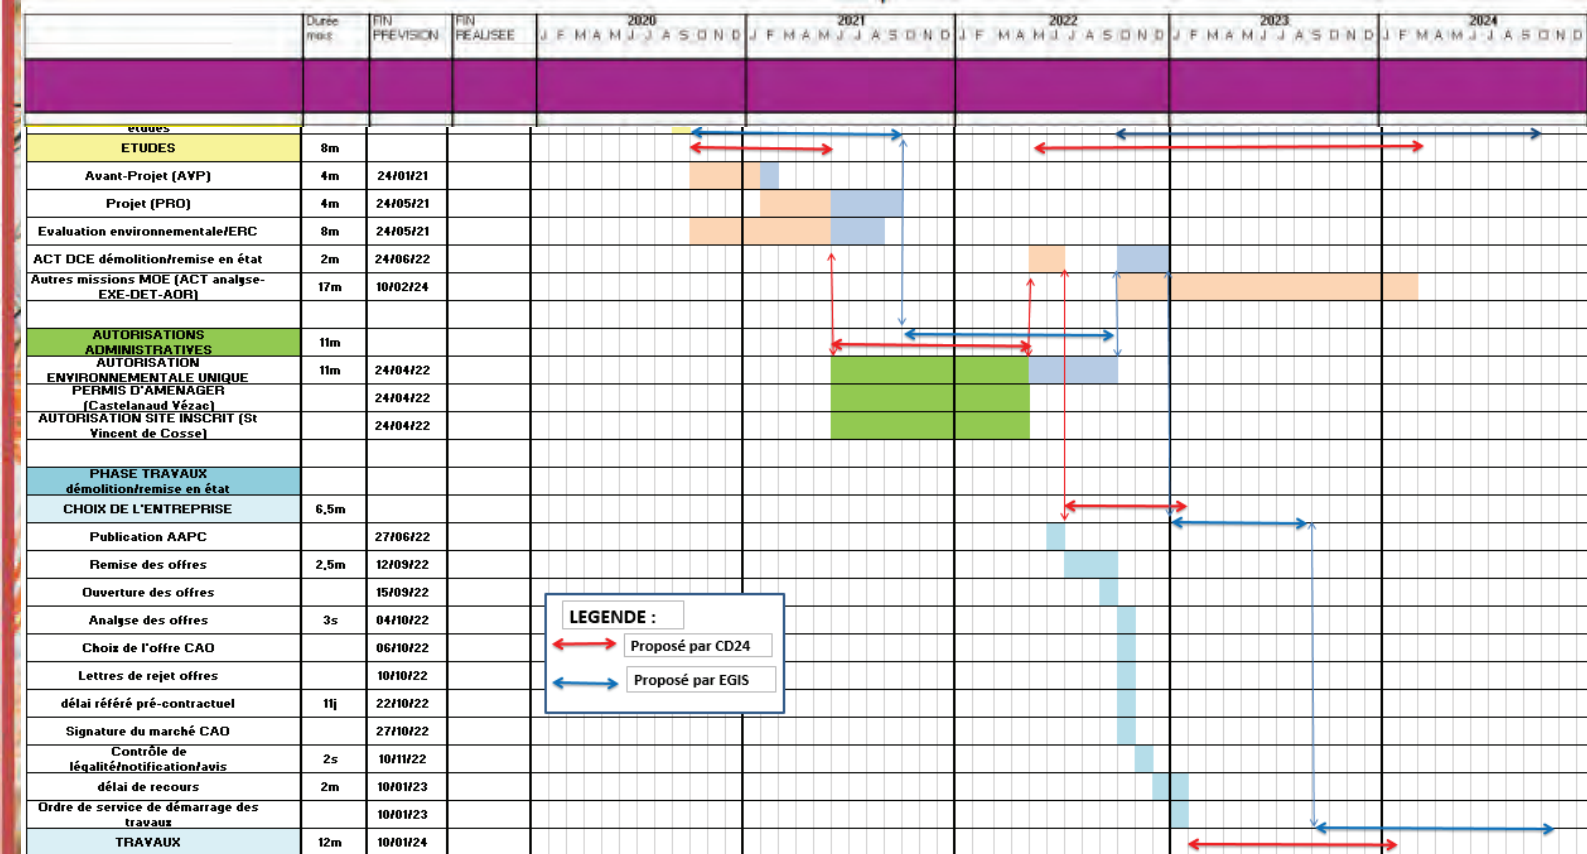 Durée
mois
FIN
PREVISION
FIN
REALISEE
2020
J F M A M J J A S O N D
2021
J F M A M J J A S O N D
2022
J F M A M J J A S O N D
2023
J F M A M J J A S O N D
2024
J F M A M J J A S O N D
études
ETUDES 8m
Avant-Projet (AVP) 4m 24/01/21
Projet (PRO) 4m 24/05/21
Evaluation environnementale/ERC 8m 24/05/21
ACT DCE démolition/remise en état 2m 24/06/22
Autres missions MOE (ACT analyse-
EXE-DET-AOR) 17m 10/02/24
AUTORISATIONS
ADMINISTRATIVES 11m
AUTORISATION
ENVIRONNEMENTALE UNIQUE 11m 24/04/22
PERMIS D'AMENAGER
(Castelanaud Vézac) 24/04/22
AUTORISATION SITE INSCRIT (St
Vincent de Cosse) 24/04/22
PHASE TRAVAUX
démolition/remise en état
CHOIX DE L'ENTREPRISE 6,5m
Publication AAPC 27/06/22
Remise des offres 2,5m 12/09/22
Ouverture des offres 15/09/22
Analyse des offres 3s 04/10/22
Choix de l'offre CAO 06/10/22
Lettres de rejet offres 10/10/22
délai référé pré-contractuel 11j 22/10/22
Signature du marché CAO 27/10/22
Contrôle de
légalité/notification/avis 2s 10/11/22
délai de recours 2m 10/01/23
Ordre de service de démarrage des
travaux 10/01/23
TRAVAUX 12m 10/01/24
LEGENDE :
Proposé par CD24
Proposé par EGIS